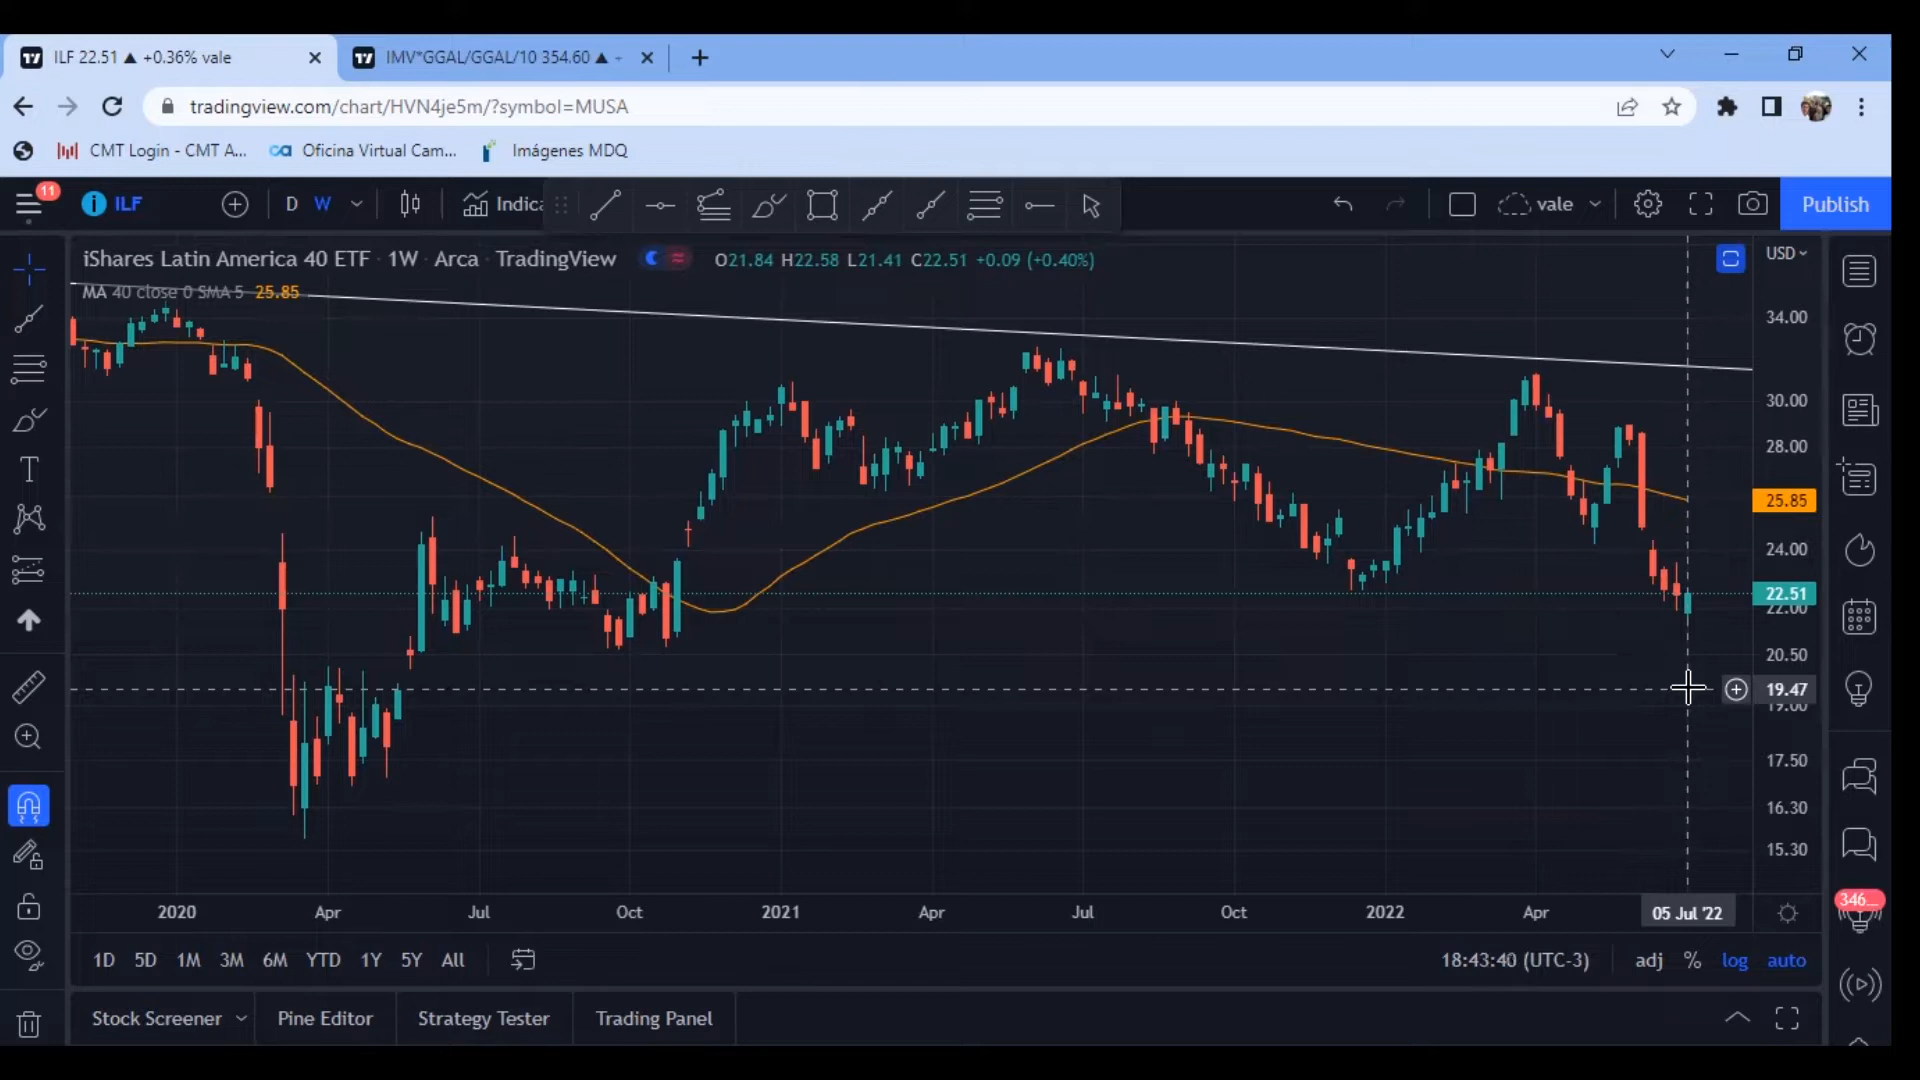 ILF 22.51 ▲ +0.36% vale
IMV*GGAL/GGAL/10 354.60 ▲ -
tradingview.com/chart/HVN4je5m/?symbol=MUSA
CMT Login - CMT A...
Oficina Virtual Cam...
Imágenes MDQ
11
ILF
D W
Indic
vale
Publish
iShares Latin America 40 ETF · 1W · Arca · TradingView
O21.84 H22.58 L21.41 C22.51 +0.09 (+0.40%)
USD
MA 40 close 0 SMA 5 25.85
34.00
30.00
28.00
25.85
24.00
22.51
22.00
20.50
19.47
19.00
17.50
16.30
15.30
346...
2020 Apr Jul Oct 2021 Apr Jul Oct 2022 Apr 05 Jul '22
1D 5D 1M 3M 6M YTD 1Y 5Y All
18:43:40 (UTC-3)
adj % log auto
Stock Screener
Pine Editor
Strategy Tester
Trading Panel